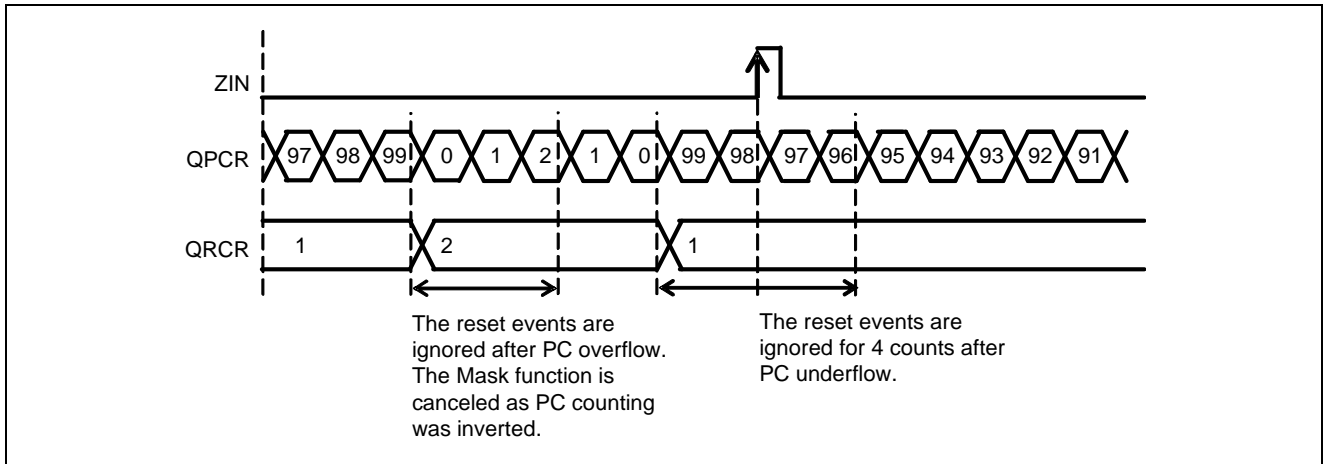 ZIN
QPCR 97 98 99 0 1 2 1 0 99 98 97 96 95 94 93 92 91
QRCR 1 2 1
The reset events are
ignored after PC overflow.
The Mask function is
canceled as PC counting
was inverted.
The reset events are
ignored for 4 counts after
PC underflow.